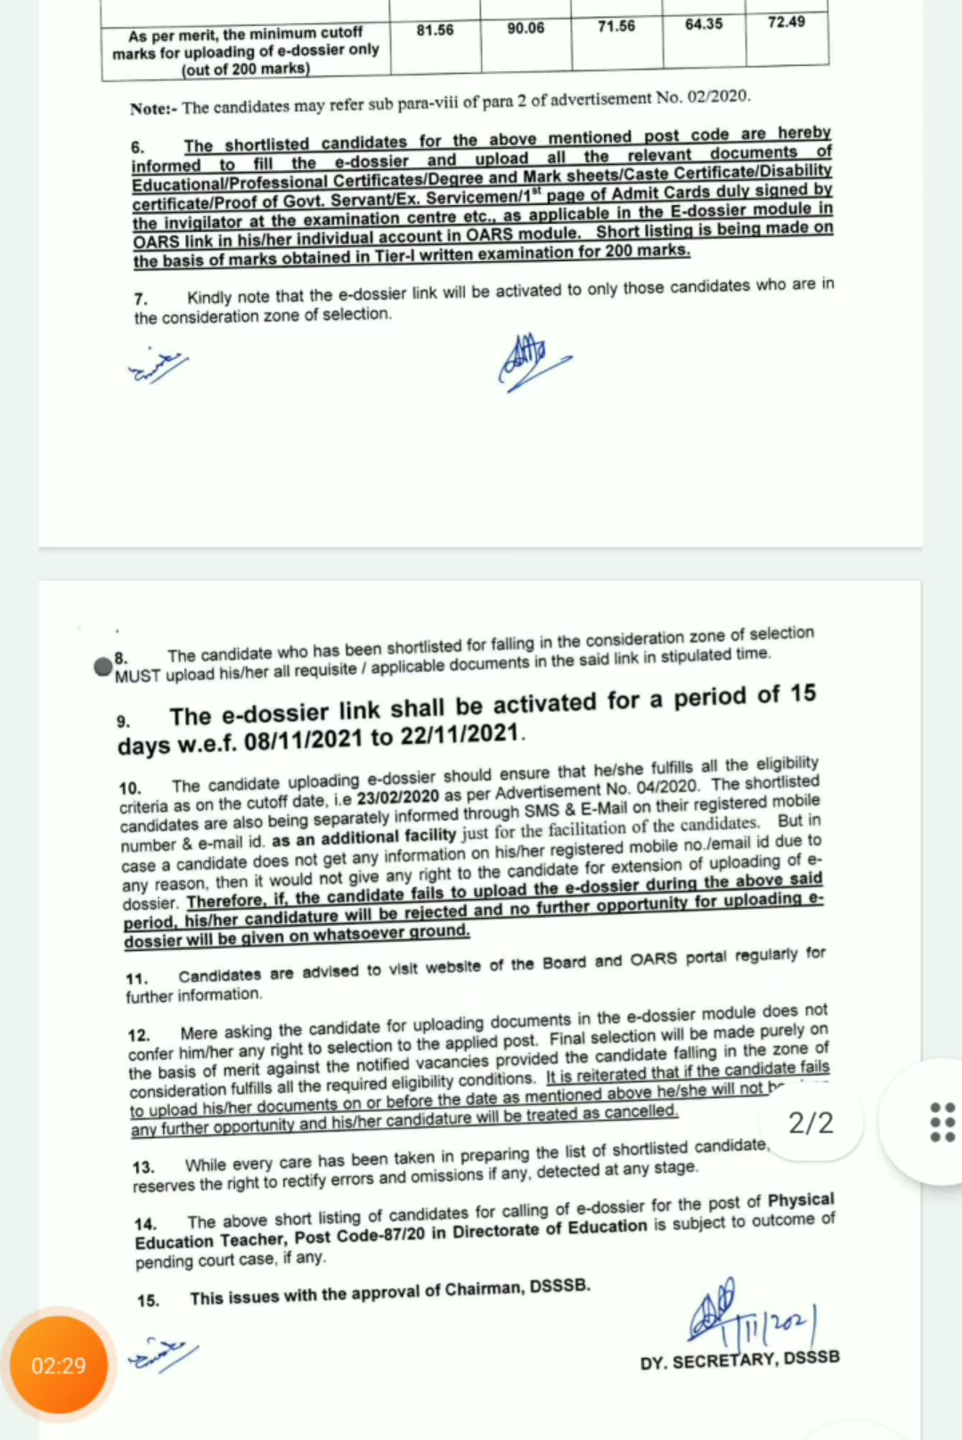 As per merit, the minimum cutoff 81.56 90.06 71.56 64.35 72.49
marks for uploading of e-dossier only
(out of 200 marks)
Note:- The candidates may refer sub para-viii of para 2 of advertisement No. 02/2020.
6. The shortlisted candidates for the above mentioned post code are hereby
informed to fill the e-dossier and upload all the relevant documents of
Educational/Professional Certificates/Degree and Mark sheets/Caste Certificate/Disability
certificate/Proof of Govt. Servant/Ex. Servicemen/1st page of Admit Cards duly signed by
the invigilator at the examination centre etc., as applicable in the E-dossier module in
OARS link in his/her individual account in OARS module. Short listing is being made on
the basis of marks obtained in Tier-I written examination for 200 marks.
7. Kindly note that the e-dossier link will be activated to only those candidates who are in
the consideration zone of selection.
8. The candidate who has been shortlisted for falling in the consideration zone of selection
MUST upload his/her all requisite / applicable documents in the said link in stipulated time.
9. The e-dossier link shall be activated for a period of 15
days w.e.f. 08/11/2021 to 22/11/2021.
10. The candidate uploading e-dossier should ensure that he/she fulfills all the eligibility
criteria as on the cutoff date, i.e 23/02/2020 as per Advertisement No. 04/2020. The shortlisted
candidates are also being separately informed through SMS & E-Mail on their registered mobile
number & e-mail id. as an additional facility just for the facilitation of the candidates. But in
case a candidate does not get any information on his/her registered mobile no./email id due to
any reason, then it would not give any right to the candidate for extension of uploading of e-
dossier. Therefore, if, the candidate fails to upload the e-dossier during the above said
period, his/her candidature will be rejected and no further opportunity for uploading e-
dossier will be given on whatsoever ground.
11. Candidates are advised to visit website of the Board and OARS portal regularly for
further information.
12. Mere asking the candidate for uploading documents in the e-dossier module does not
confer him/her any right to selection to the applied post. Final selection will be made purely on
the basis of merit against the notified vacancies provided the candidate falling in the zone of
consideration fulfills all the required eligibility conditions. It is reiterated that if the candidate fails
to upload his/her documents on or before the date as mentioned above he/she will not
any further opportunity and his/her candidature will be treated as cancelled.
2/2
13. While every care has been taken in preparing the list of shortlisted candidate,
reserves the right to rectify errors and omissions if any, detected at any stage.
14. The above short listing of candidates for calling of e-dossier for the post of Physical
Education Teacher, Post Code-87/20 in Directorate of Education is subject to outcome of
pending court case, if any.
15. This issues with the approval of Chairman, DSSSB.
1/11/2021
DY. SECRETARY, DSSSB
02:29